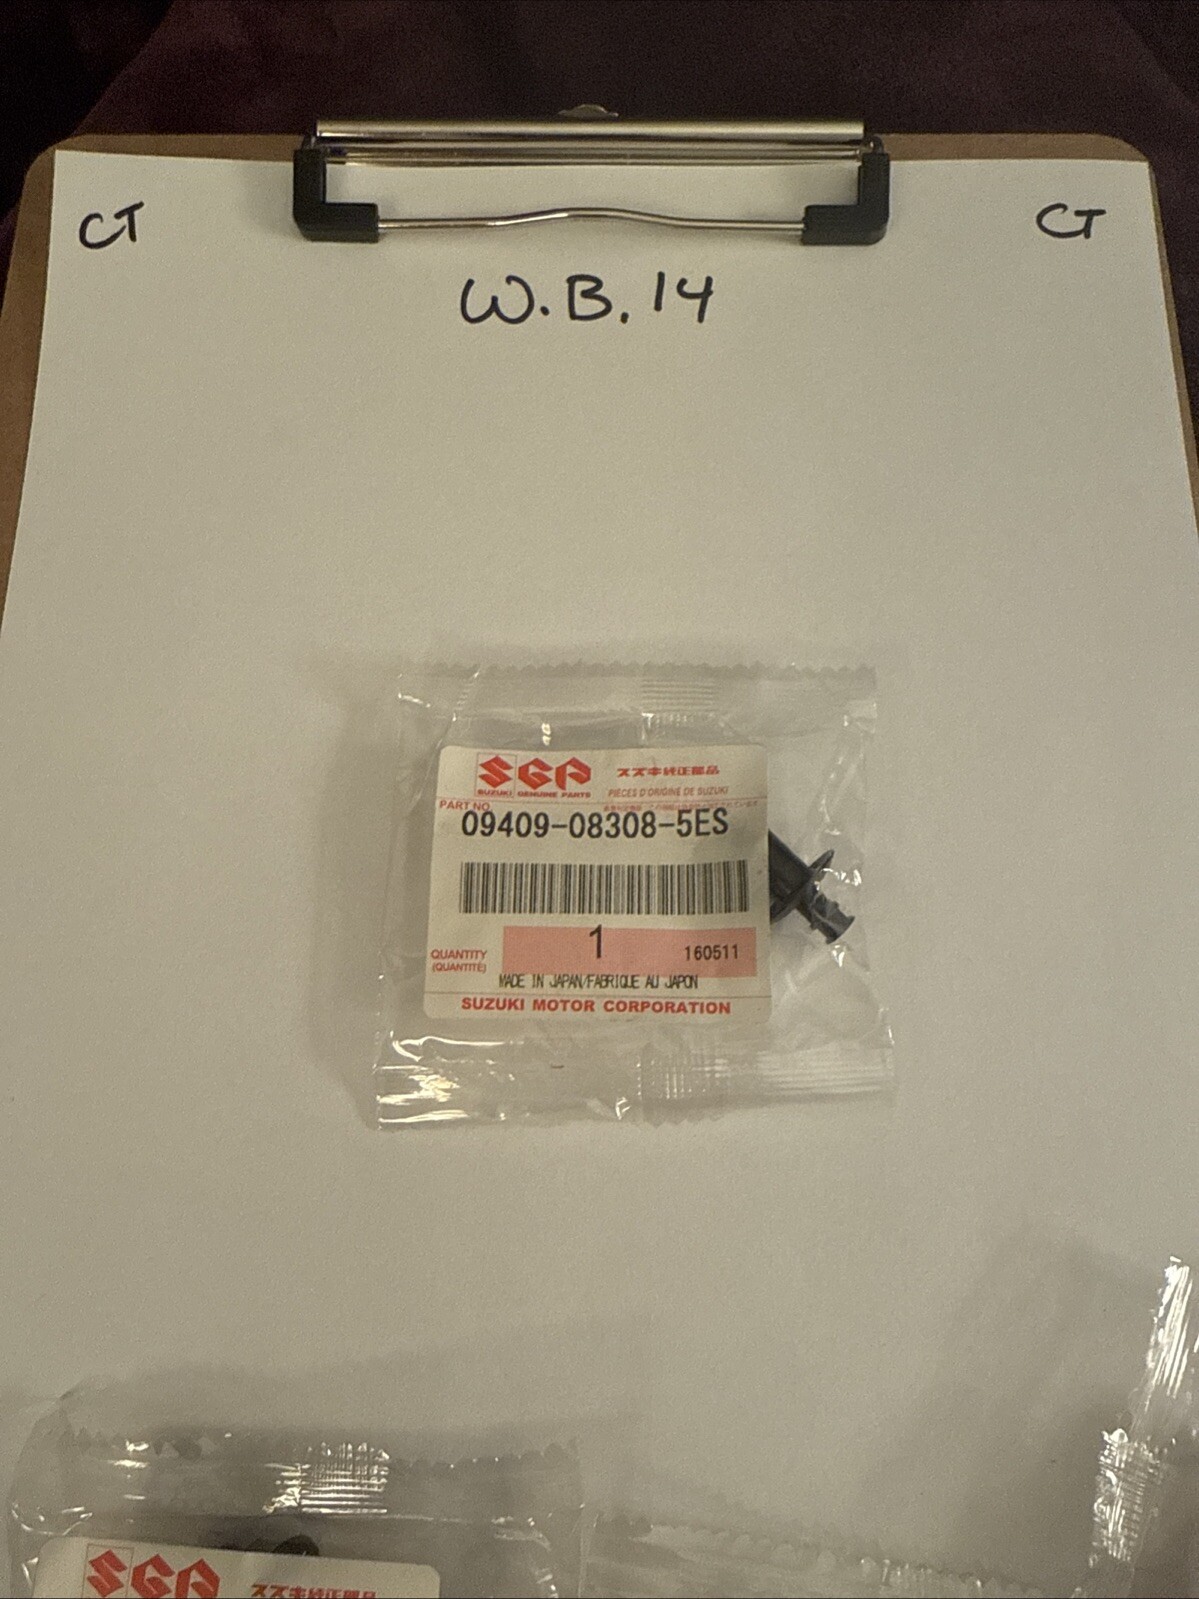 CT
CT
W.B.14
SGP
スズキ純正部品
SUZUKI GENUINE PARTS
PIÈCES D'ORIGINE DE SUZUKI
PART NO.
09409-08308-5ES
QUANTITY
(QUANTITÉ)
1
160511
MADE IN JAPAN/FABRIQUE AU JAPON
SUZUKI MOTOR CORPORATION
SGP
スズキ純正部品